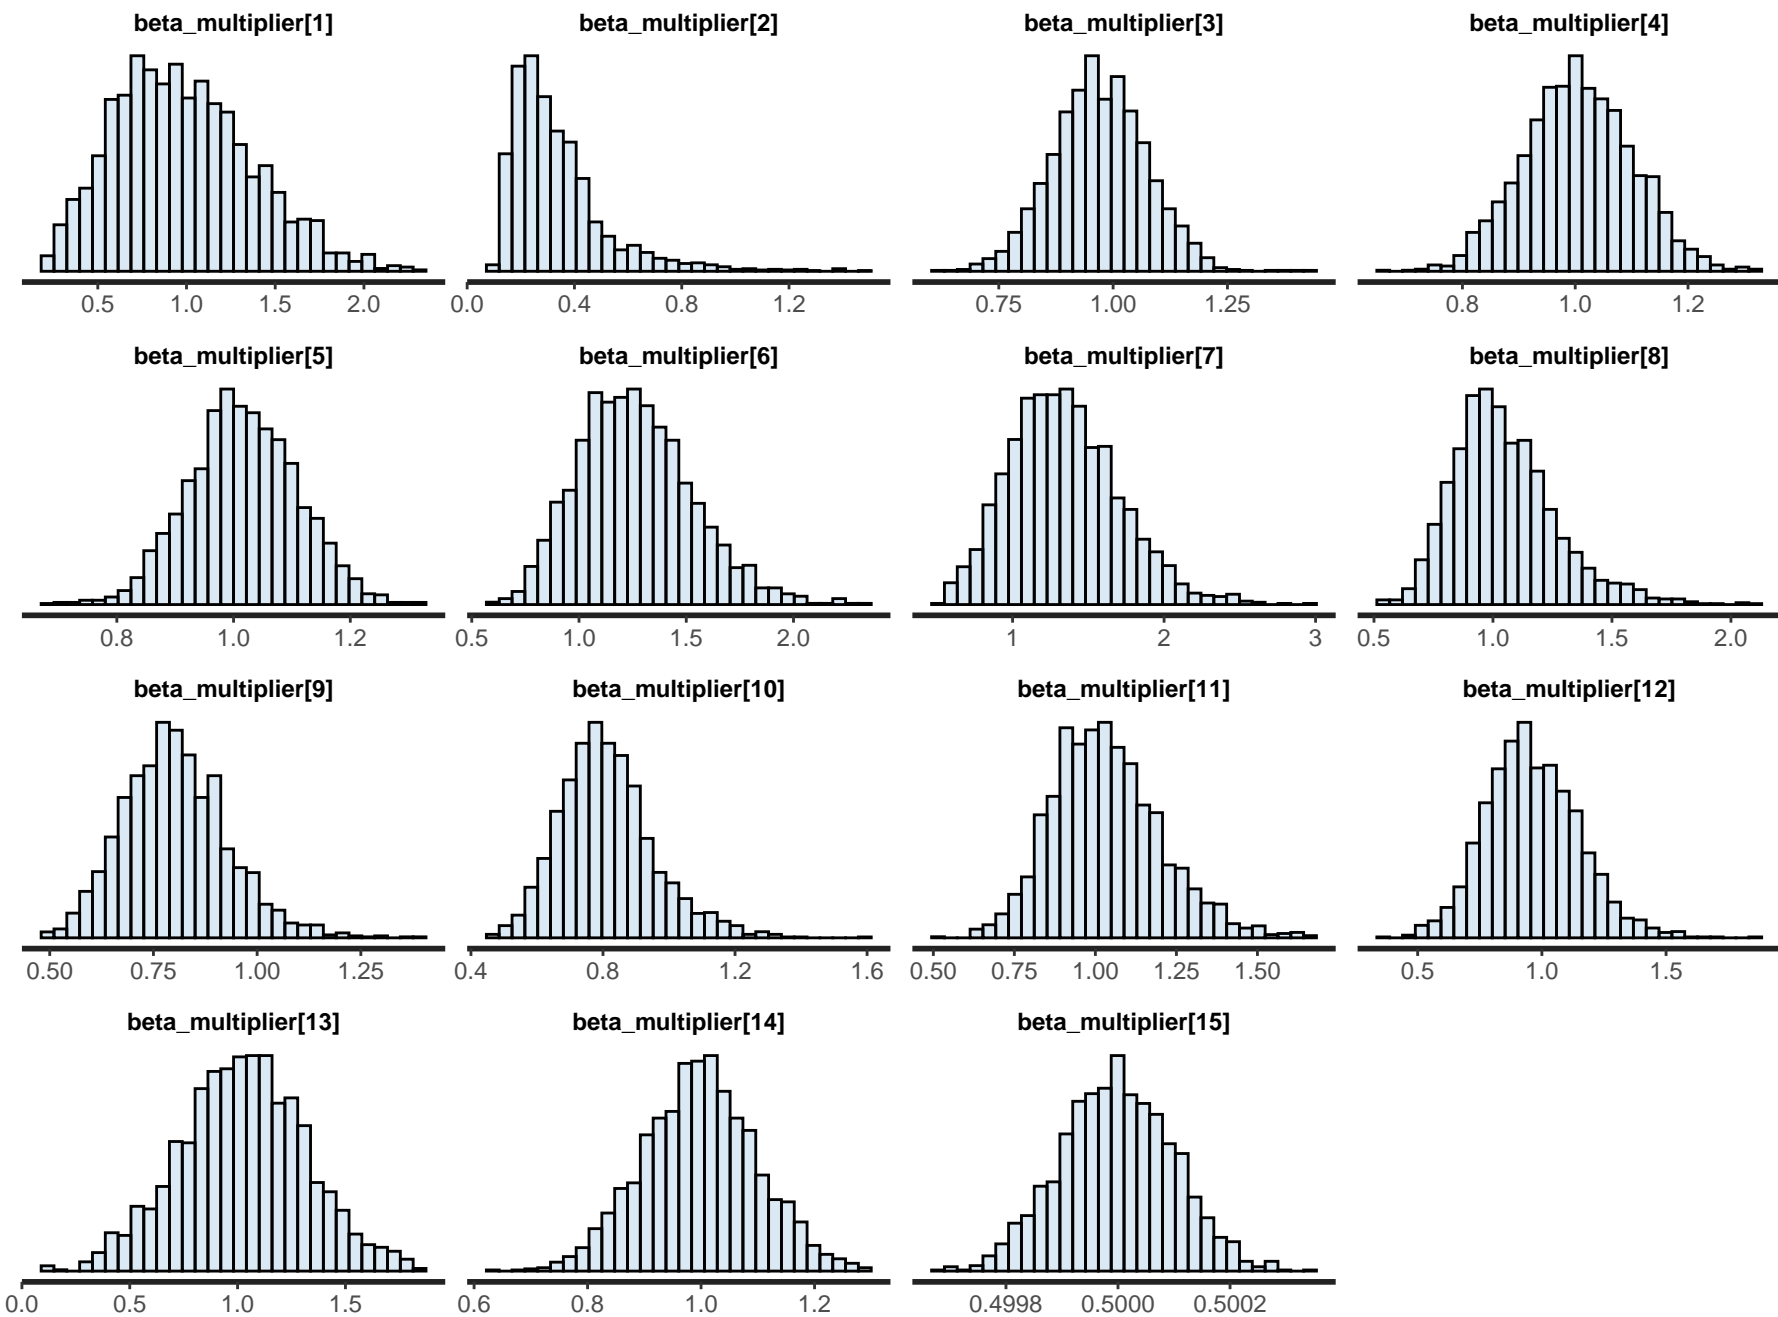 beta_multiplier[1] beta_multiplier[2] beta_multiplier[3] beta_multiplier[4]
0.5 1.0 1.5 2.0 0.0 0.4 0.8 1.2 0.75 1.00 1.25 0.8 1.0 1.2
beta_multiplier[5] beta_multiplier[6] beta_multiplier[7] beta_multiplier[8]
0.8 1.0 1.2 0.5 1.0 1.5 2.0 1 2 3 0.5 1.0 1.5 2.0
beta_multiplier[9] beta_multiplier[10] beta_multiplier[11] beta_multiplier[12]
0.50 0.75 1.00 1.25 0.4 0.8 1.2 1.6 0.50 0.75 1.00 1.25 1.50 0.5 1.0 1.5
beta_multiplier[13] beta_multiplier[14] beta_multiplier[15]
0.0 0.5 1.0 1.5 0.6 0.8 1.0 1.2 0.4998 0.5000 0.5002